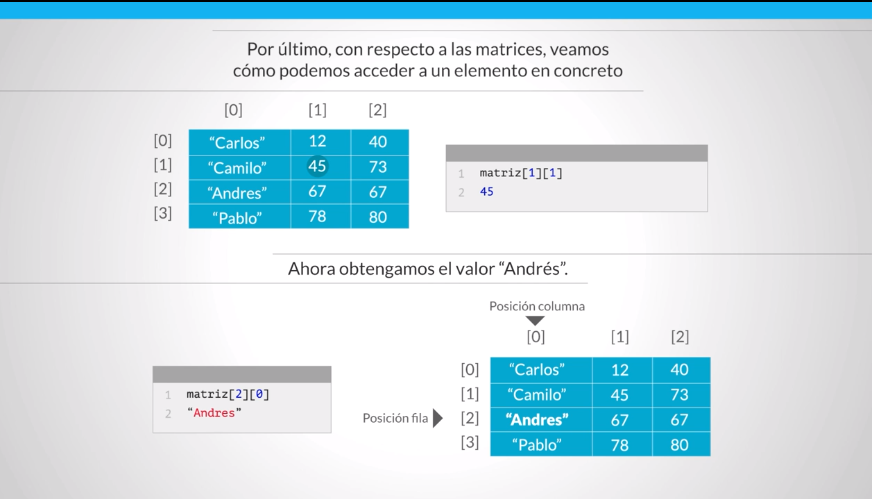 Por último, con respecto a las matrices, veamos
cómo podemos acceder a un elemento en concreto
[0] [1] [2]
[0] “Carlos” 12 40
[1] “Camilo” 45 73
[2] “Andres” 67 67
[3] “Pablo” 78 80
1 matriz[1][1]
2 45
Ahora obtengamos el valor “Andrés”.
1 matriz[2][0]
2 “Andres”
Posición columna
[0] [1] [2]
[0] “Carlos” 12 40
[1] “Camilo” 45 73
Posición fila [2] “Andres” 67 67
[3] “Pablo” 78 80